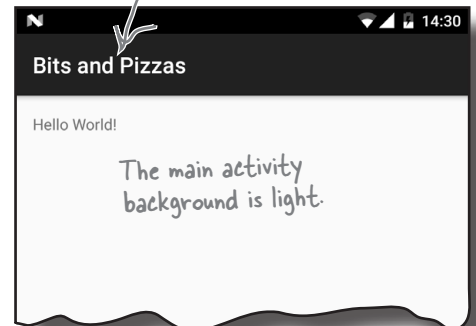 N 14:30
Bits and Pizzas
Hello World!
The main activity
background is light.